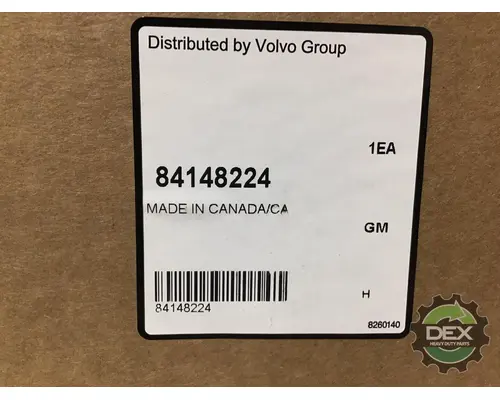 Distributed by Volvo Group
1EA
84148224
MADE IN CANADA/CA
GM
84148224
H
8260140
DEX
HEAVY DUTY PARTS